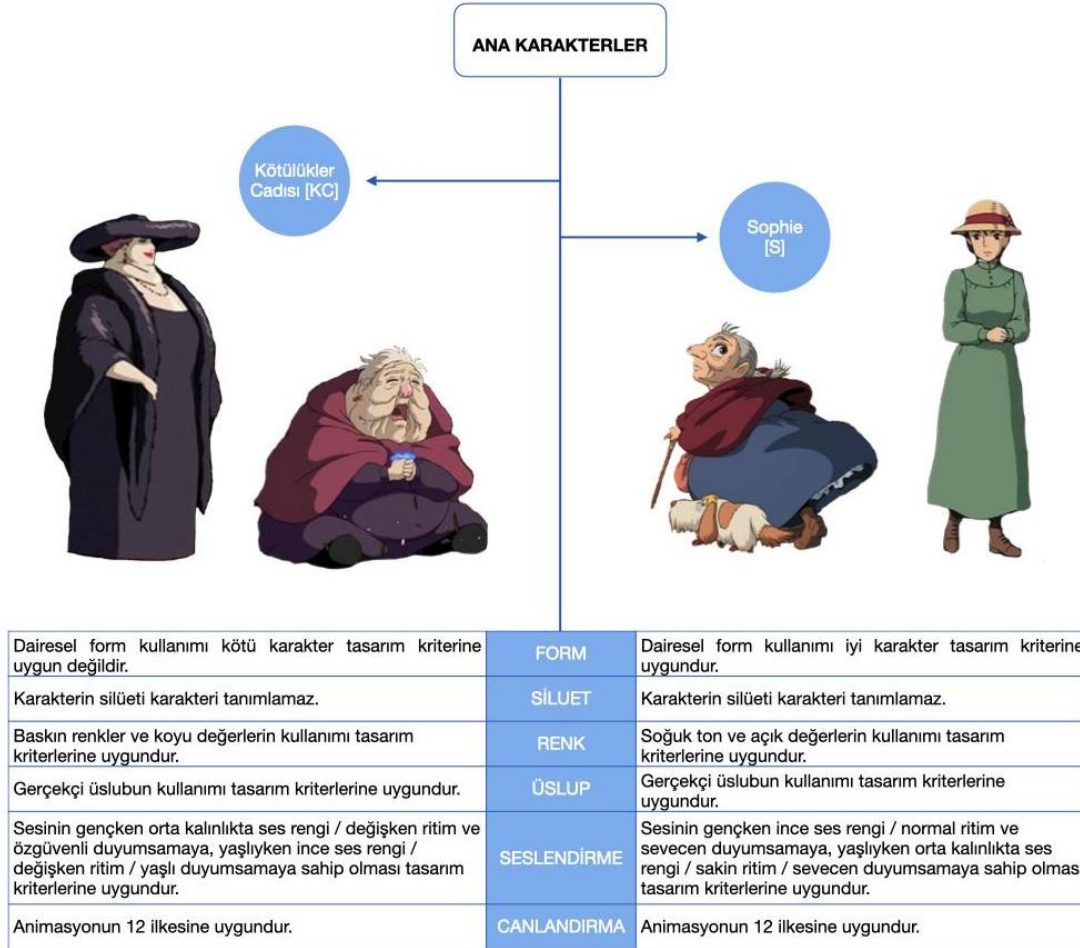 ANA KARAKTERLER
Kötülükler
Cadısı [KC]
Sophie
[S]
Dairesel form kullanımı kötü karakter tasarım kriterine
uygun değildir.
FORM
Dairesel form kullanımı iyi karakter tasarım kriterine
uygundur.
Karakterin silüeti karakteri tanımlamaz.
SİLUET
Karakterin silüeti karakteri tanımlamaz.
Baskın renkler ve koyu değerlerin kullanımı tasarım
kriterlerine uygundur.
RENK
Soğuk ton ve açık değerlerin kullanımı tasarım
kriterlerine uygundur.
Gerçekçi üslubun kullanımı tasarım kriterlerine uygundur.
ÜSLUP
Gerçekçi üslubun kullanımı tasarım kriterlerine
uygundur.
Sesinin gençken orta kalınlıkta ses rengi / değişken ritim ve
özgüvenli duyumsamaya, yaşlıyken ince ses rengi /
değişken ritim / yaşlı duyumsamaya sahip olması tasarım
kriterlerine uygundur.
SESLENDİRME
Sesinin gençken ince ses rengi / normal ritim ve
sevecen duyumsamaya, yaşlıyken orta kalınlıkta ses
rengi / sakin ritim / sevecen duyumsamaya sahip olmas
tasarım kriterlerine uygundur.
Animasyonun 12 ilkesine uygundur.
CANLANDIRMA
Animasyonun 12 ilkesine uygundur.